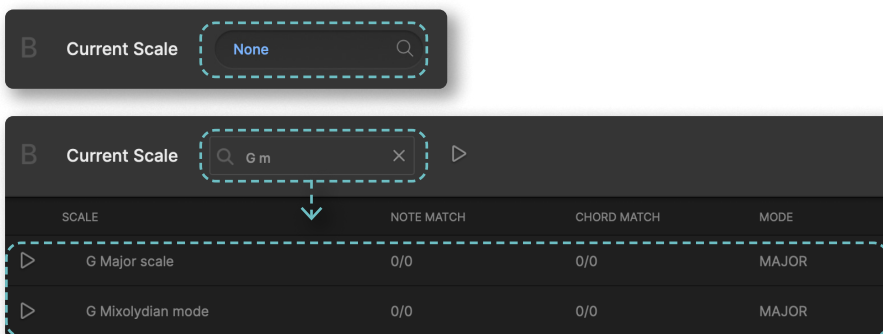 B Current Scale None
B Current Scale G m
SCALE NOTE MATCH CHORD MATCH MODE
G Major scale 0/0 0/0 MAJOR
G Mixolydian mode 0/0 0/0 MAJOR